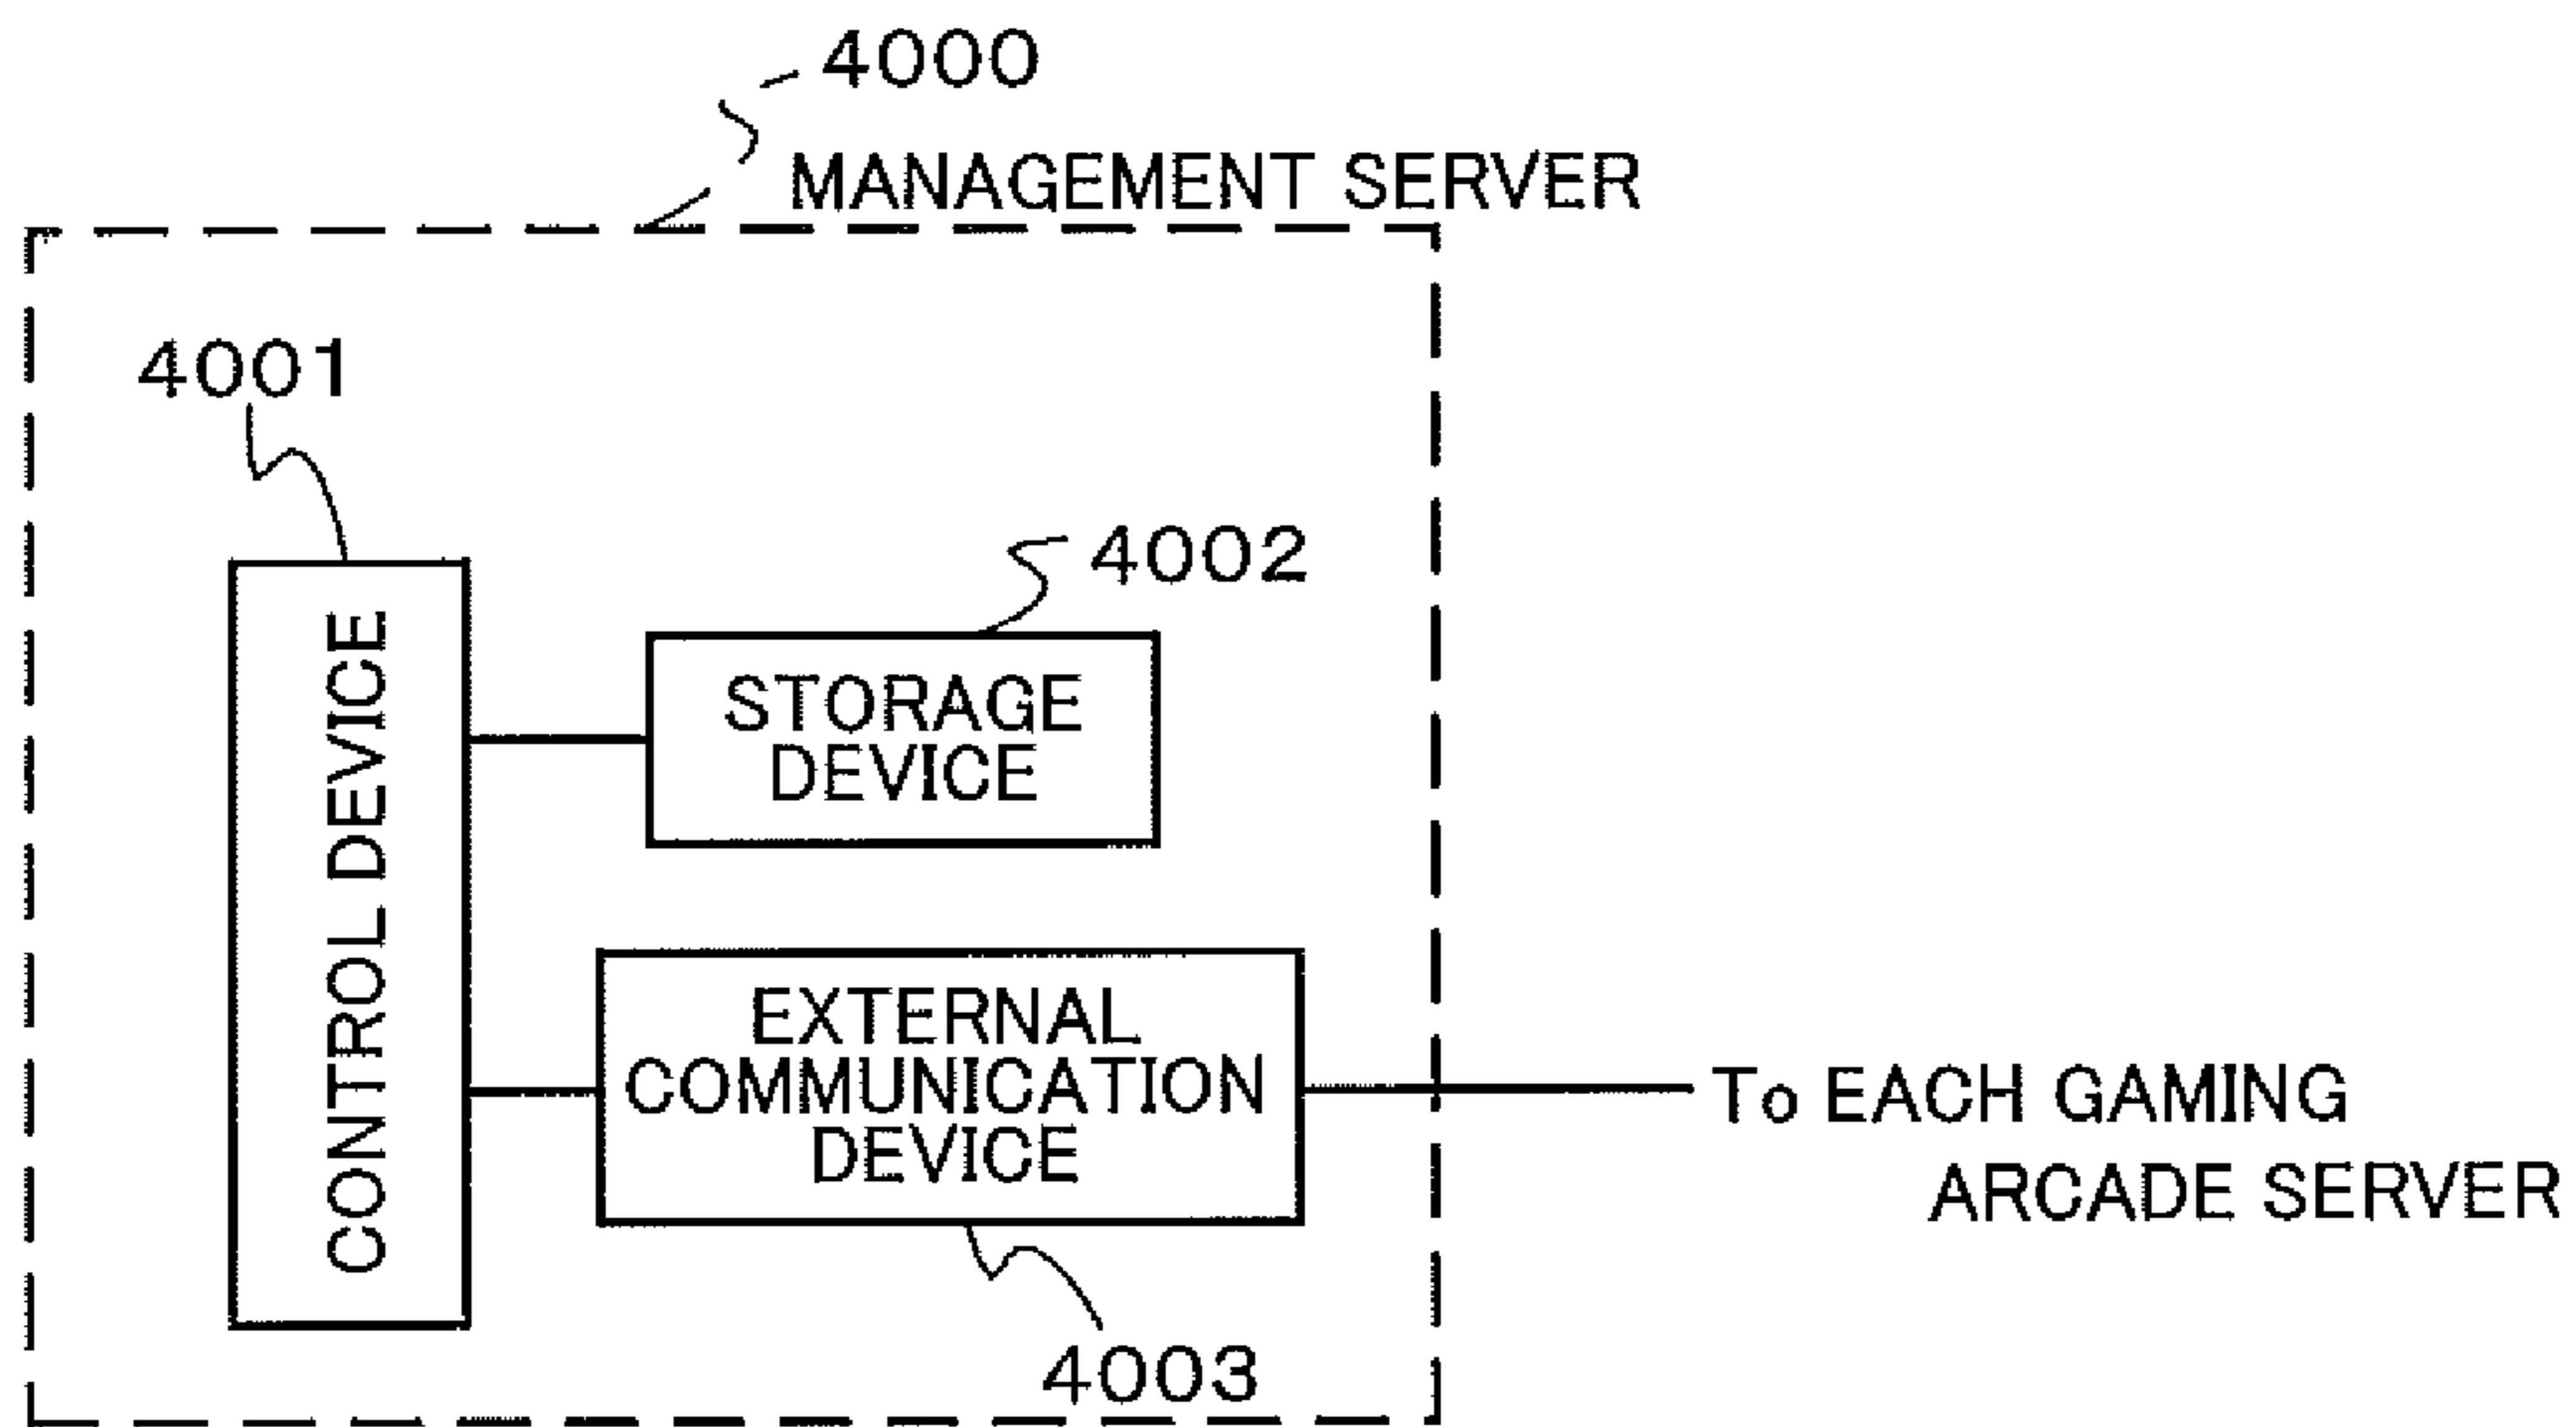 4000
MANAGEMENT SERVER
4001
4002
CONTROL DEVICE
STORAGE
DEVICE
EXTERNAL
COMMUNICATION
DEVICE
To EACH GAMING
ARCADE SERVER
4003